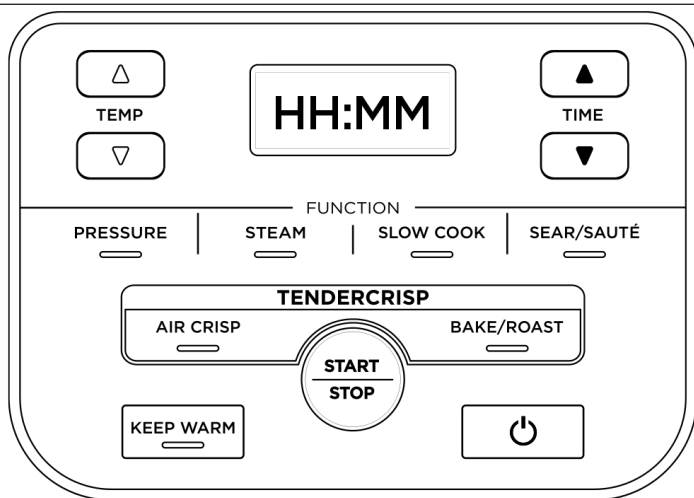 HH:MM
TEMP
TIME
FUNCTION
PRESSURE
STEAM
SLOW COOK
SEAR/SAUTÉ
TENDERCRISP
AIR CRISP
BAKE/ROAST
START
STOP
KEEP WARM